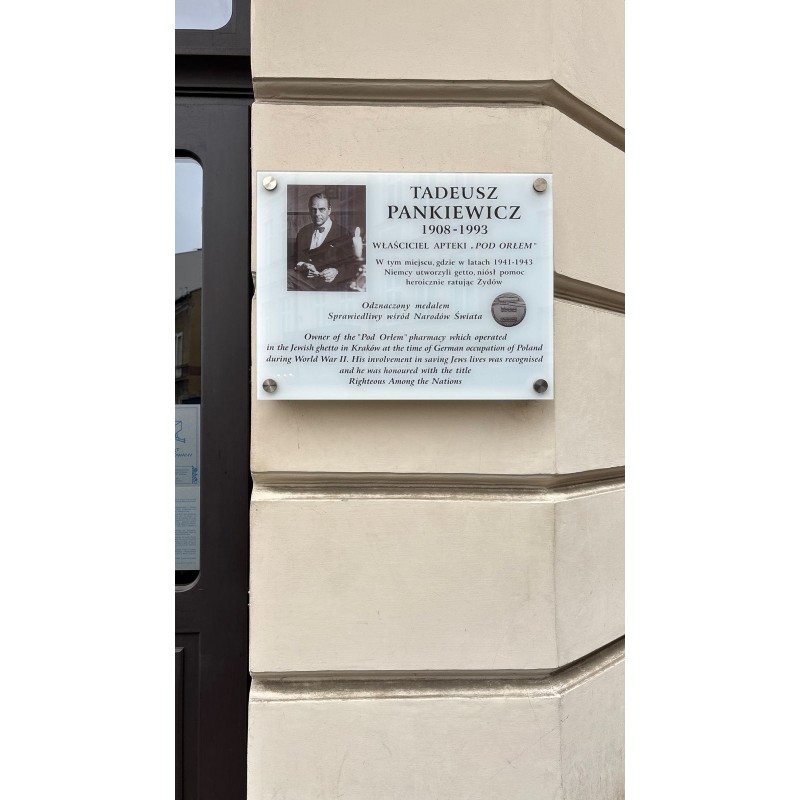 TADEUSZ
PANKIEWICZ
1908-1993
WŁAŚCICIEL APTEKI „POD ORŁEM"
W tym miejscu, gdzie w latach 1941-1943
Niemcy utworzyli getto, niósł pomoc
heroicznie ratując Żydów
Odznaczony medalem
Sprawiedliwy wśród Narodów Świata
Owner of the "Pod Orłem" pharmacy which operated
in the Jewish ghetto in Kraków at the time of German occupation of Poland
during World War II. His involvement in saving Jews lives was recognised
and he was honoured with the title
Righteous Among the Nations